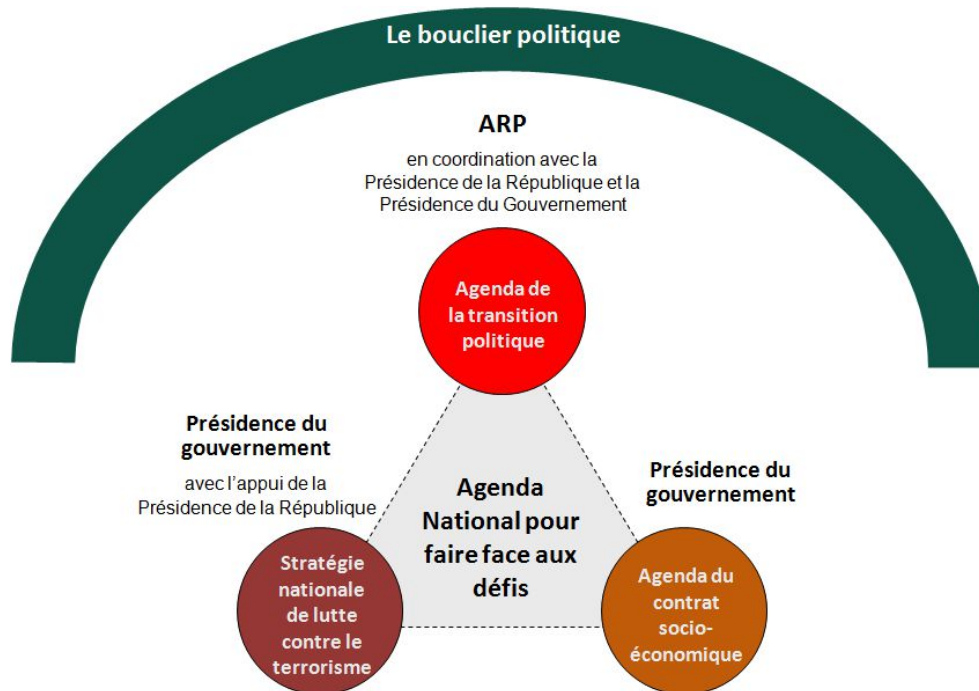 Le bouclier politique
ARP
en coordination avec la
Présidence de la République et la
Présidence du Gouvernement
Agenda de
la transition
politique
Présidence du
gouvernement
avec l'appui de la
Présidence de la République
Présidence du
gouvernement
Agenda
National pour
faire face aux
défis
Stratégie
nationale
de lutte
contre le
terrorisme
Agenda du
contrat
socio-
économique